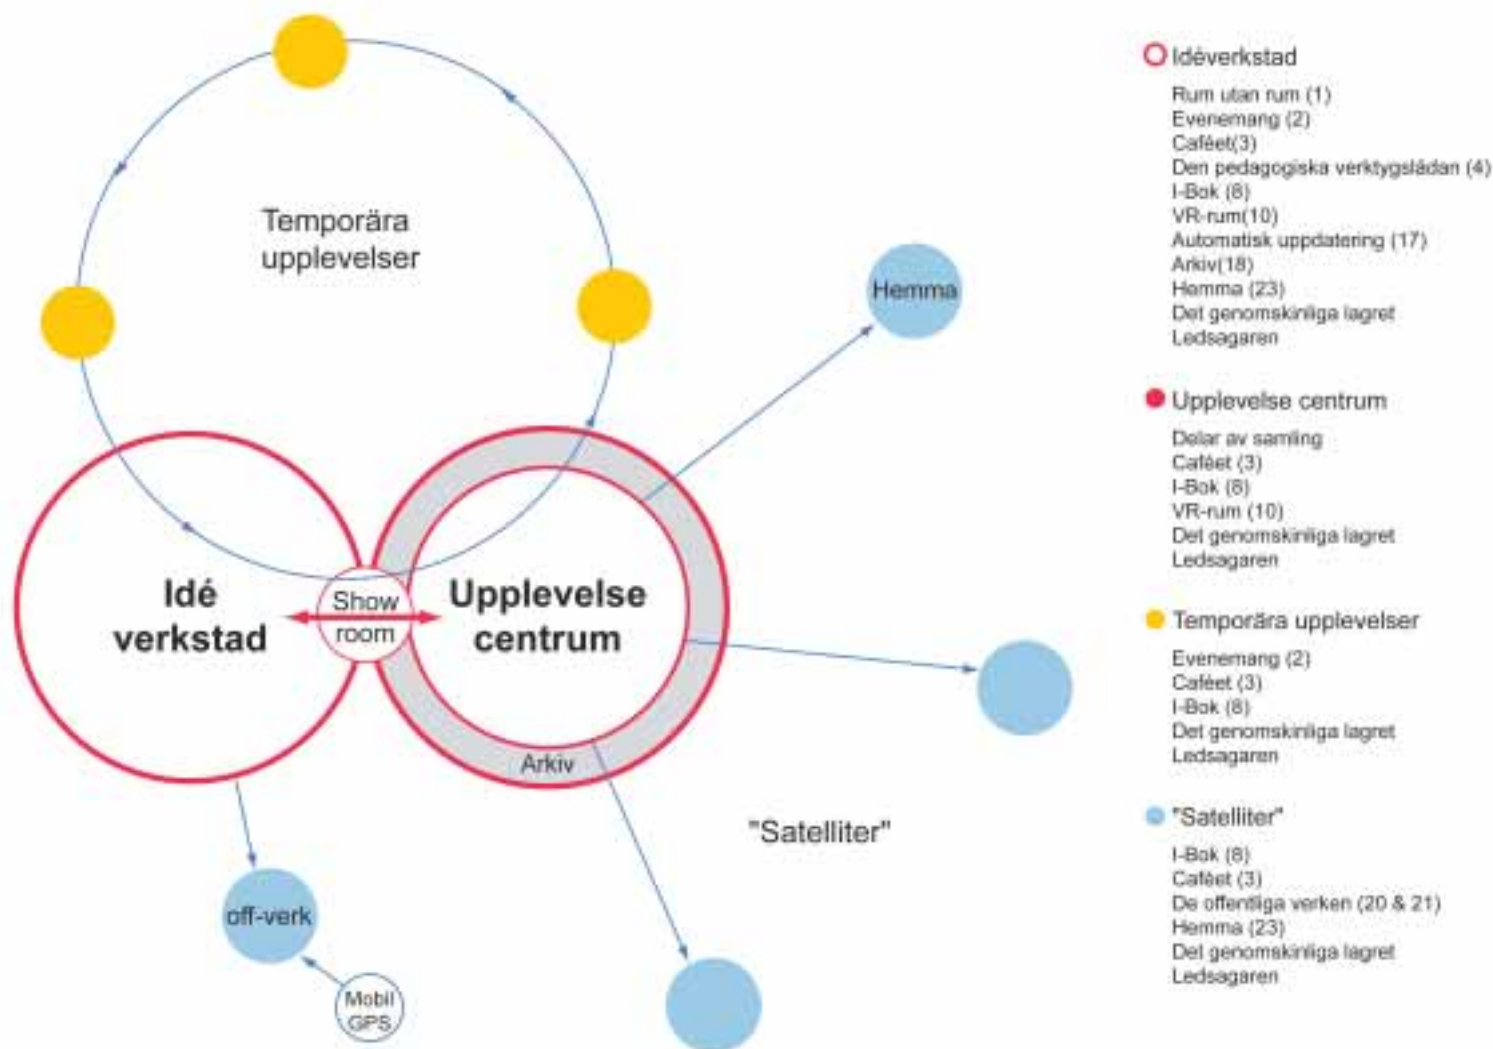 Temporära
upplevelser
Hemma
Idé
verkstad
Show
room
Upplevelse
centrum
Arkiv
"Satelliter"
off-verk
Mobil
GPS
Idéverkstad
Rum utan rum (1)
Evenemang (2)
Caféet(3)
Den pedagogiska verktygslådan (4)
I-Bok (8)
VR-rum(10)
Automatisk uppdatering (17)
Arkiv(18)
Hemma (23)
Det genomskinliga lagret
Ledsagaren
Upplevelse centrum
Delar av samling
Caféet (3)
I-Bok (8)
VR-rum (10)
Det genomskinliga lagret
Ledsagaren
Temporära upplevelser
Evenemang (2)
Caféet (3)
I-Bok (8)
Det genomskinliga lagret
Ledsagaren
"Satelliter"
I-Bok (8)
Caféet (3)
De offentliga verken (20 & 21)
Hemma (23)
Det genomskinliga lagret
Ledsagaren